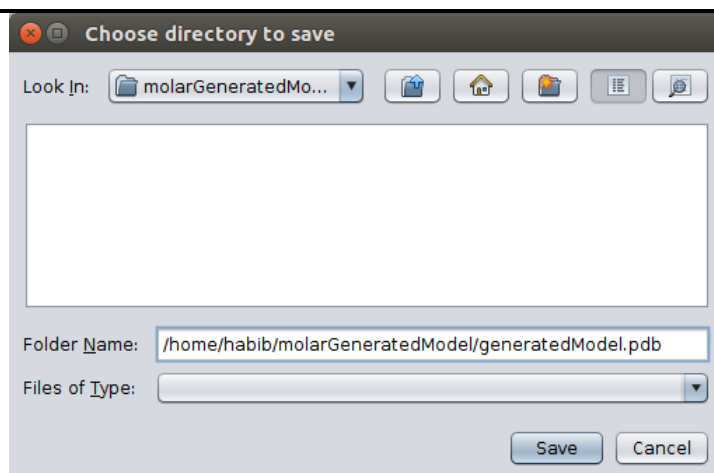 Choose directory to save
Look In: molarGeneratedMo...
Folder Name: /home/habib/molarGeneratedModel/generatedModel.pdb
Files of Type:
Save Cancel